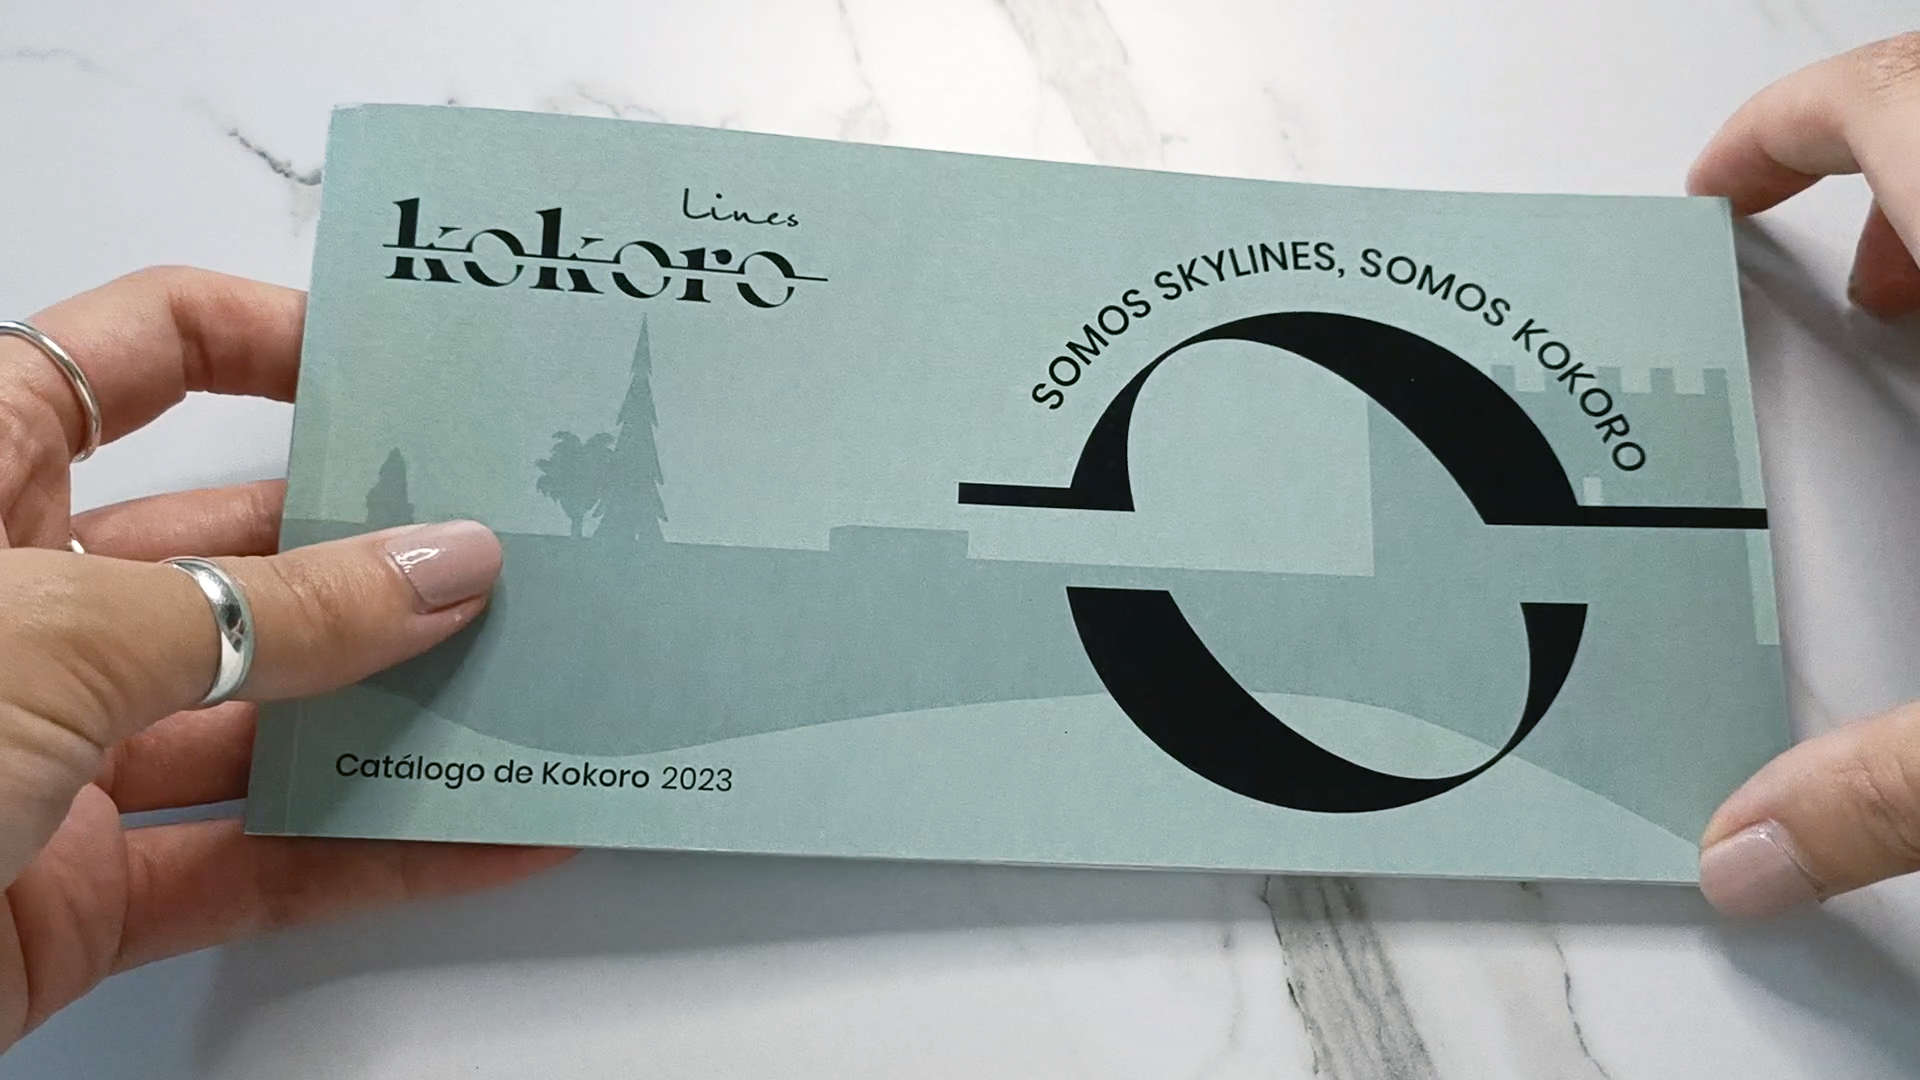 Lines
kokoro
SOMOS SKYLINES, SOMOS KOKORO
Catálogo de Kokoro 2023